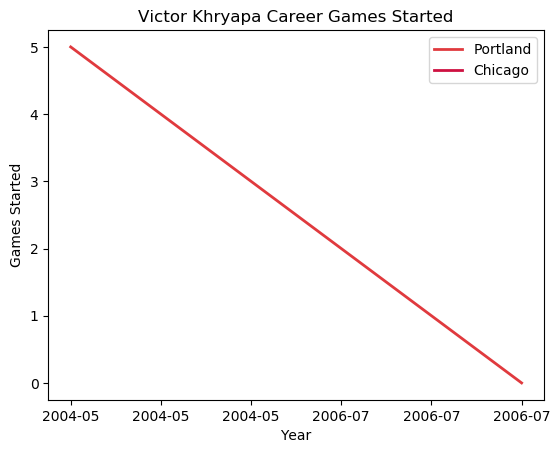 Victor Khryapa Career Games Started
Portland
Chicago
5
4
3
2
1
0
Games Started
2004-05 2004-05 2004-05 2006-07 2006-07 2006-07
Year